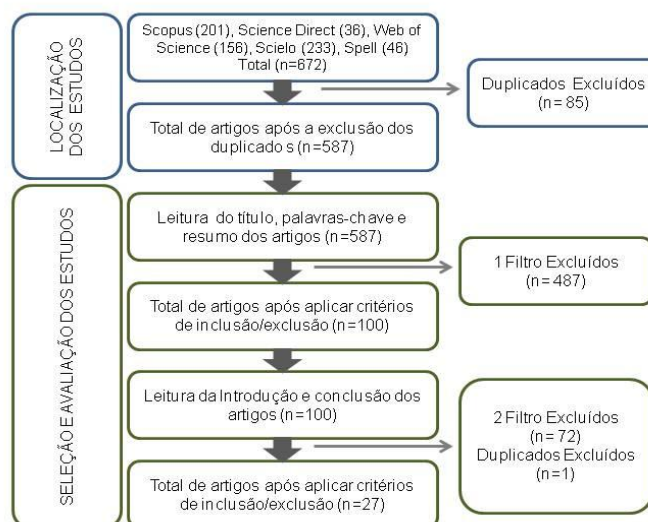 LOCALIZAÇÃO
DOS ESTUDOS
Scopus (201), Science Direct (36), Web of
Science (156), Scielo (233), Spell (46)
Total (n=672)
Duplicados Excluídos
(n= 85)
Total de artigos após a exclusão dos
duplicado s (n=587)
SELEÇÃO E AVALIAÇÃO DOS ESTUDOS
Leitura do título, palavras-chave e
resumo dos artigos (n=587)
1 Filtro Excluídos
(n= 487)
Total de artigos após aplicar critérios
de inclusão/exclusão (n=100)
Leitura da Introdução e conclusão dos
artigos (n=100)
2 Filtro Excluídos
(n= 72)
Duplicados Excluídos
(n=1)
Total de artigos após aplicar critérios
de inclusão/exclusão (n=27)